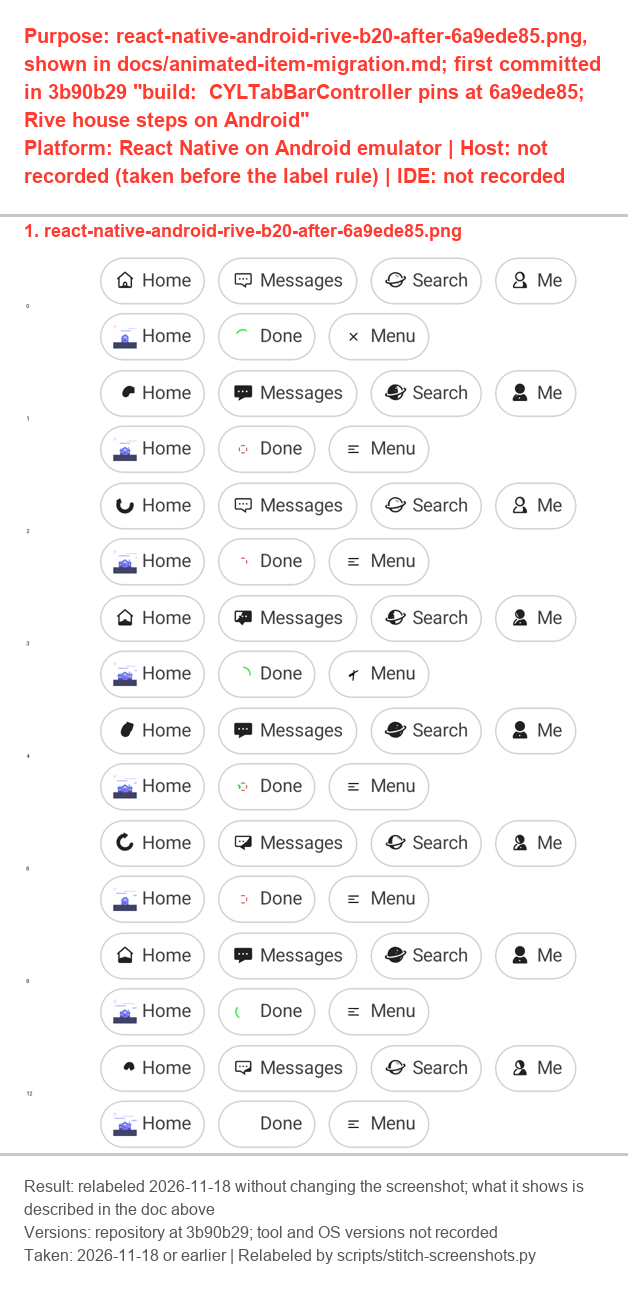 Purpose: react-native-android-rive-b20-after-6a9ede85.png,
shown in docs/animated-item-migration.md; first committed
in 3b90b29 "build:  CYLTabBarController pins at 6a9ede85;
Rive house steps on Android"
Platform: React Native on Android emulator | Host: not
recorded (taken before the label rule) | IDE: not recorded
1. react-native-android-rive-b20-after-6a9ede85.png
Home Messages Search Me
0
Home Done Menu
Home Messages Search Me
1
Home Done Menu
Home Messages Search Me
2
Home Done Menu
Home Messages Search Me
3
Home Done Menu
Home Messages Search Me
4
Home Done Menu
Home Messages Search Me
6
Home Done Menu
Home Messages Search Me
9
Home Done Menu
Home Messages Search Me
12
Home Done Menu
Result: relabeled 2026-11-18 without changing the screenshot; what it shows is
described in the doc above
Versions: repository at 3b90b29; tool and OS versions not recorded
Taken: 2026-11-18 or earlier | Relabeled by scripts/stitch-screenshots.py